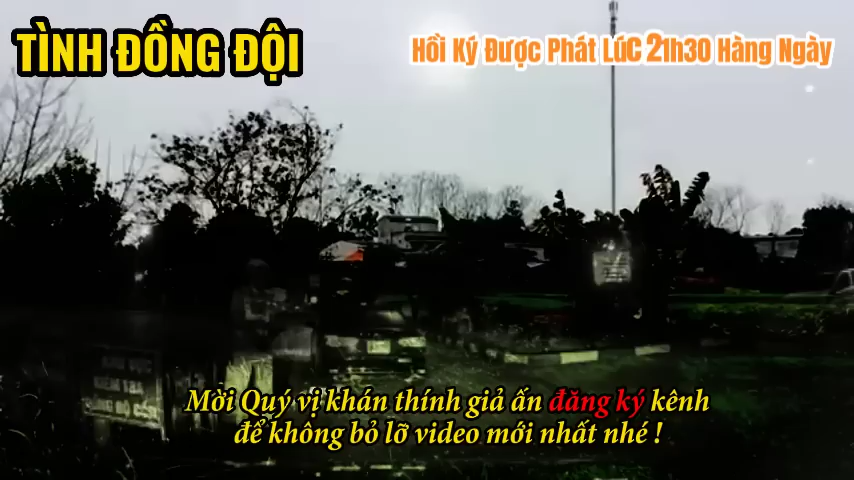 TÌNH ĐỒNG ĐỘI
Hồi Ký Được Phát Lúc 21h30 Hàng Ngày
Mời Quý vị khán thính giả ấn đăng ký kênh
để không bỏ lỡ video mới nhất nhé !